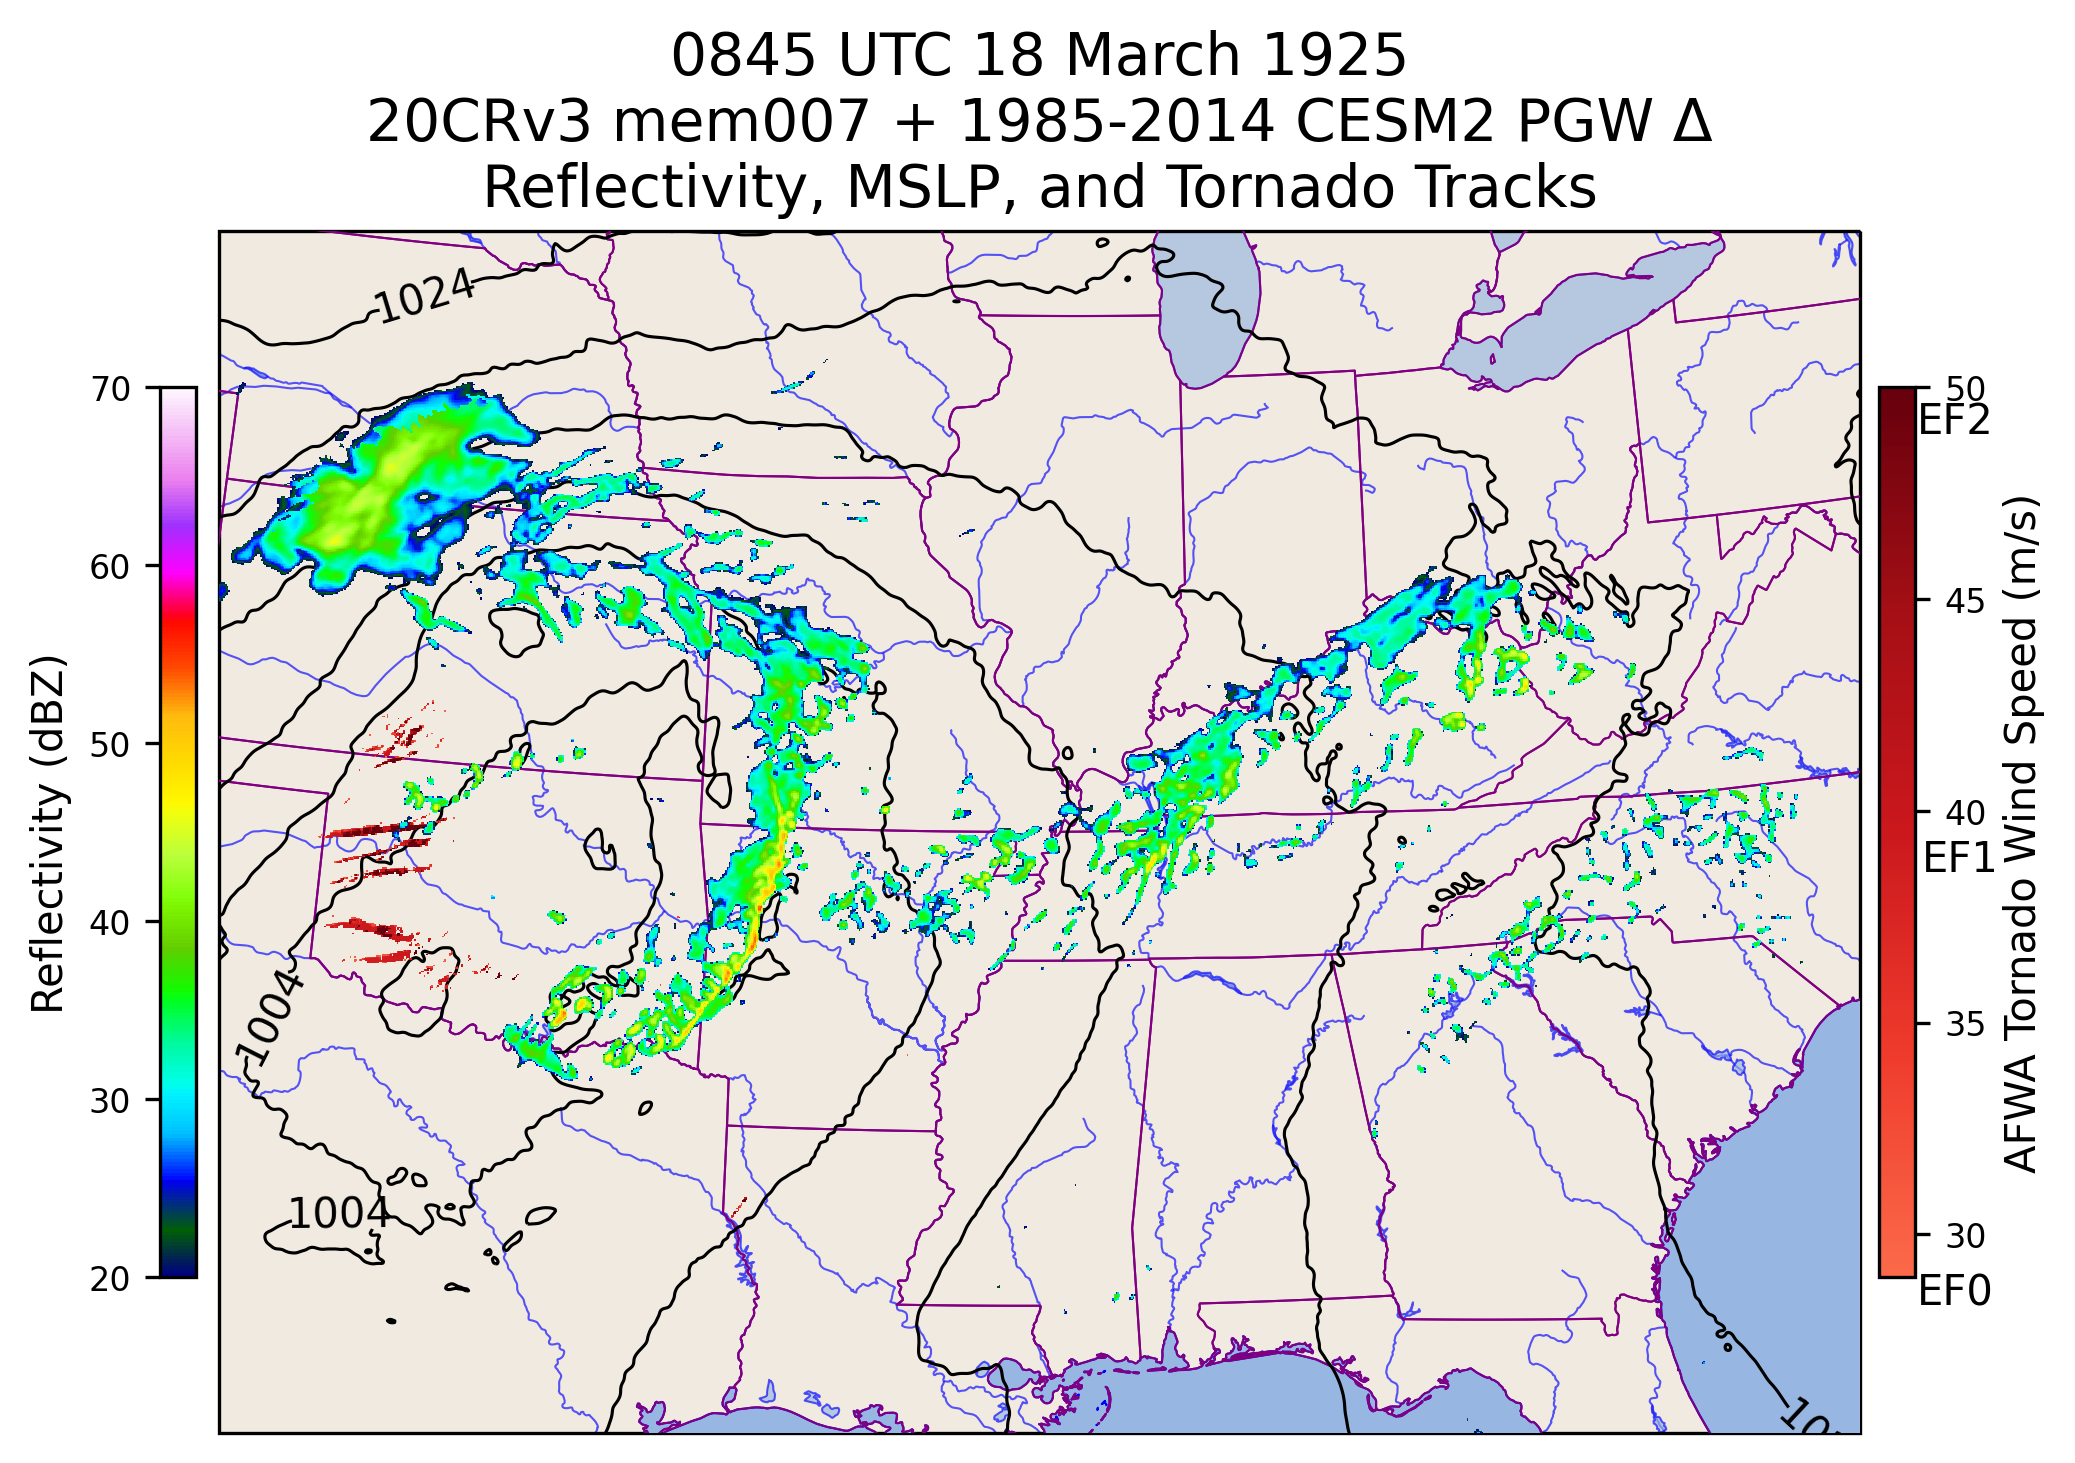 0845 UTC 18 March 1925
20CRv3 mem007 + 1985-2014 CESM2 PGW Δ
Reflectivity, MSLP, and Tornado Tracks
1024
1004
1004
70
60
50
40
30
20
Reflectivity (dBZ)
50
EF2
45
40
EF1
35
30
EF0
AFWA Tornado Wind Speed (m/s)